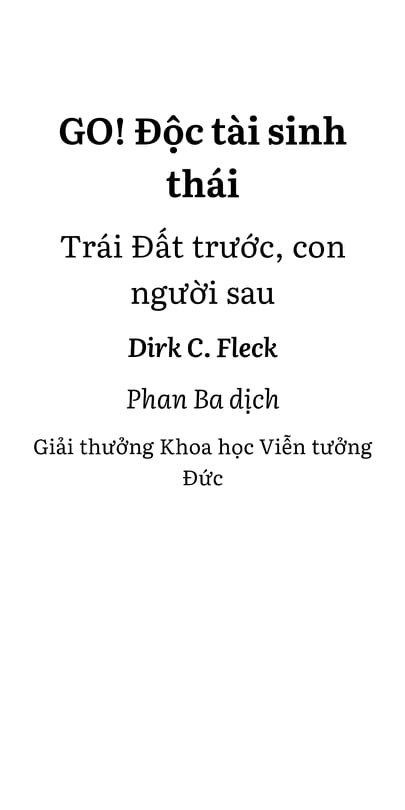 GO! Độc tài sinh
thái
Trái Đất trước, con
người sau
Dirk C. Fleck
Phan Ba dịch
Giải thưởng Khoa học Viễn tưởng
Đức